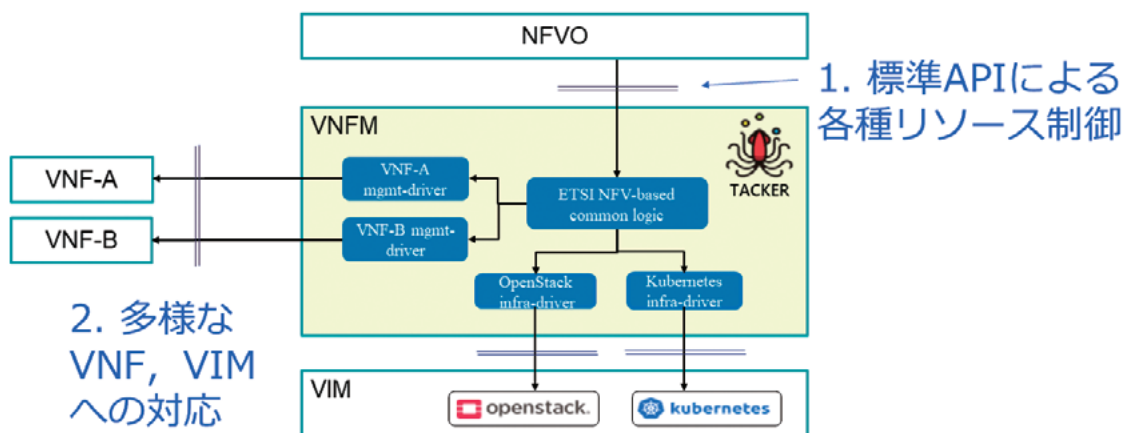 NFVO
1. 標準APIによる
各種リソース制御
VNFM
TACKER
VNF-A
VNF-A
mgmt-driver
ETSI NFV-based
common logic
VNF-B
VNF-B mgmt-
driver
OpenStack
infra-driver
Kubernetes
infra-driver
2. 多様な
VNF，VIM
への対応
VIM
openstack.
kubernetes